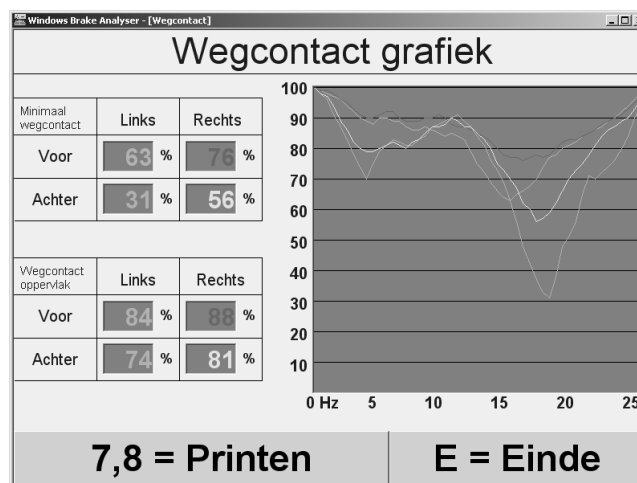 Windows Brake Analyser - [Wegcontact]
Wegcontact grafiek
Minimaal wegcontact Links Rechts
Voor 63 % 76 %
Achter 31 % 56 %
Wegcontact oppervlak Links Rechts
Voor 84 % 88 %
Achter 74 % 81 %
100
90
80
70
60
50
40
30
20
10
0 Hz 5 10 15 20 25
7,8 = Printen E = Einde